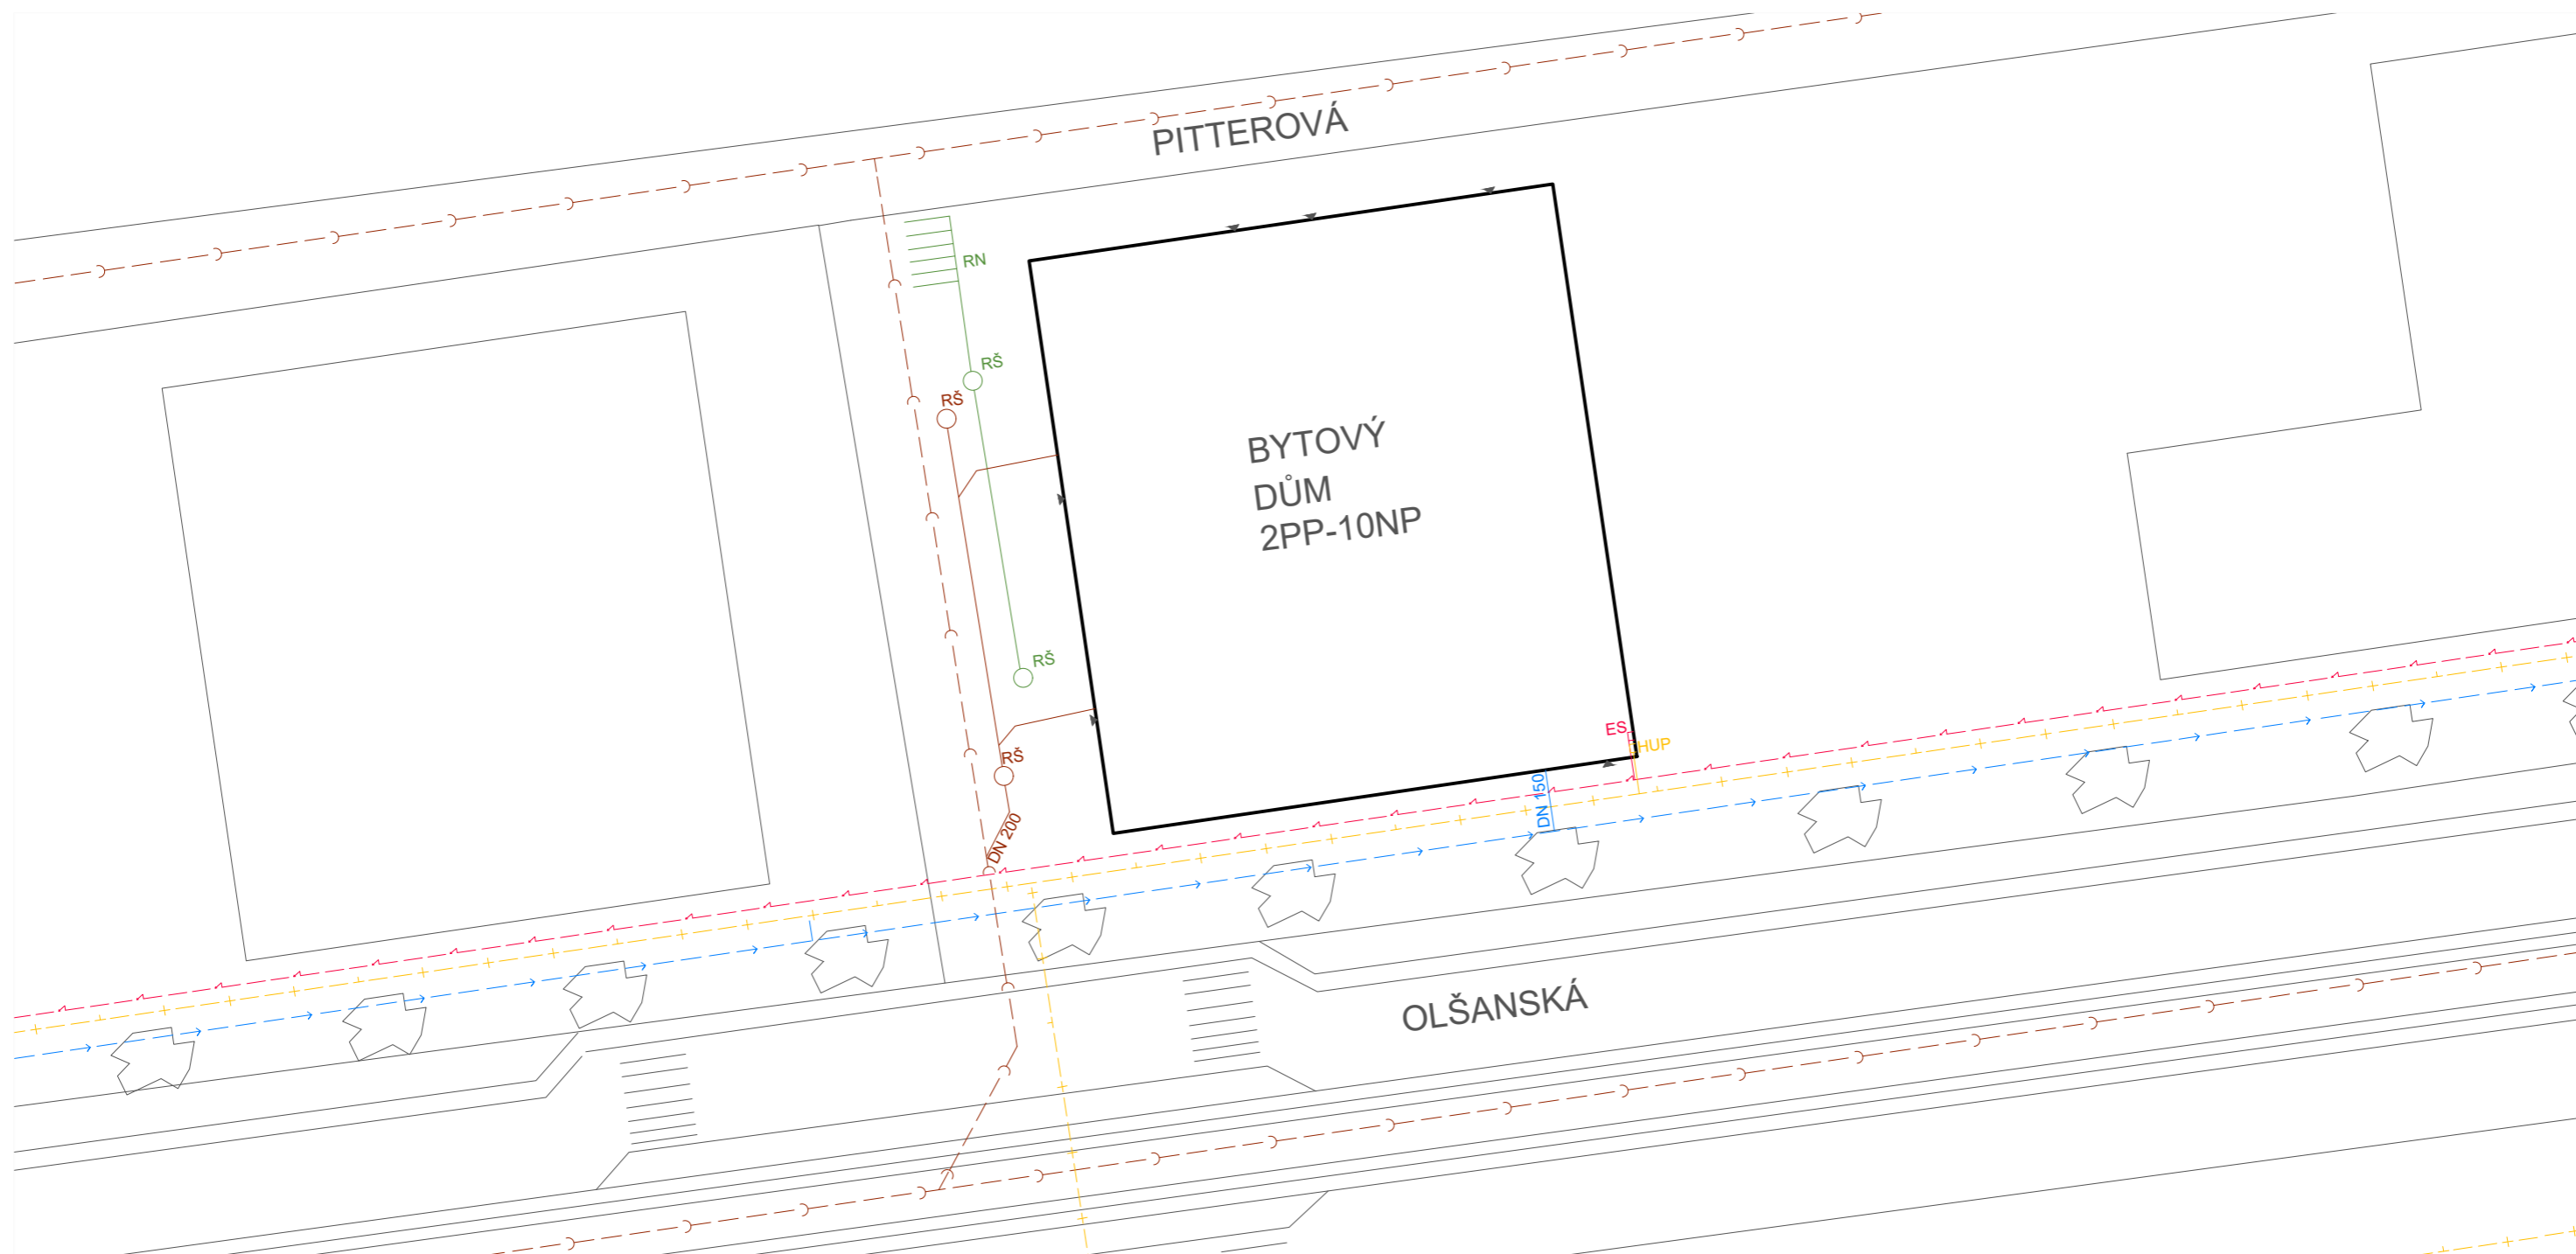 PITTEROVÁ
RN
RŠ
RŠ
BYTOVÝ
DŮM
2PP-10NP
RŠ
ES
HUP
RŠ
DN 150
DN 200
OLŠANSKÁ